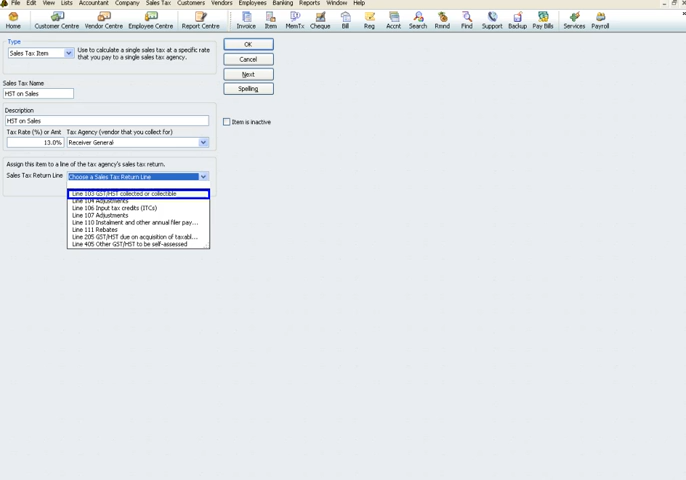 File Edit View Lists Accountant Company Sales Tax Customers Vendors Employees Banking Reports Window Help
Home Customer Centre Vendor Centre Employee Centre Report Centre Invoice Item MemTx Cheque Bill Reg Accnt Search Rmnd Find Support Backup Pay Bills Services Payroll
Type
Sales Tax Item
Use to calculate a single sales tax at a specific rate
that you pay to a single sales tax agency.
OK
Cancel
Next
Spelling
Sales Tax Name
HST on Sales
Description
HST on Sales
Item is inactive
Tax Rate (%) or Amt Tax Agency (vendor that you collect for)
13.0% Receiver General
Assign this item to a line of the tax agency's sales tax return.
Sales Tax Return Line Choose a Sales Tax Return Line
Line 103 GST/HST collected or collectible
Line 104 Adjustments
Line 106 Input tax credits (ITCs)
Line 107 Adjustments
Line 110 Instalment and other annual filer pay...
Line 111 Rebates
Line 205 GST/HST due on acquisition of taxabl...
Line 405 Other GST/HST to be self-assessed